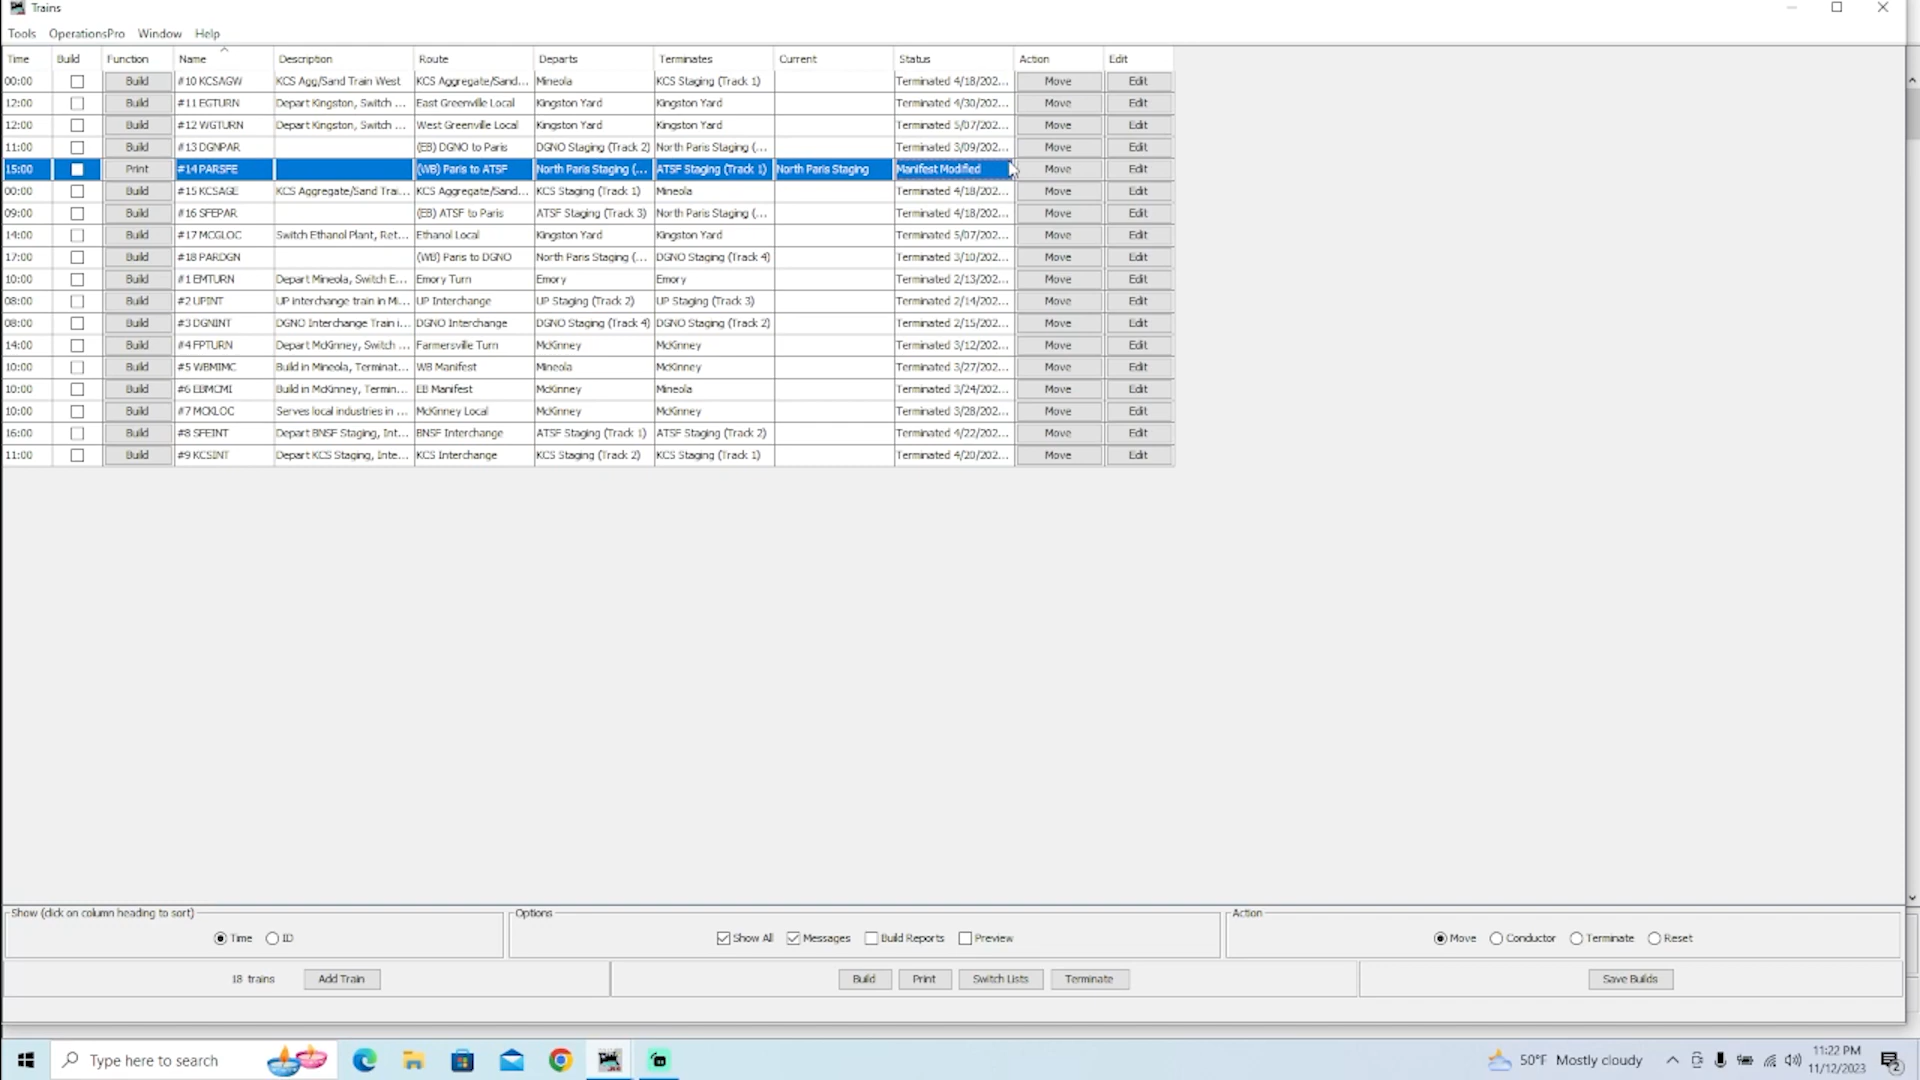 Trains
Tools OperationsPro Window Help
Time Build Function Name Description Route Departs Terminates Current Status Action Edit
00:00 Build #10 KCSAGW KCS Agg/Sand Train West KCS Aggregate/Sand... Mineola KCS Staging (Track 1) Terminated 4/18/202... Move Edit
12:00 Build #11 EGTURN Depart Kingston, Switch ... East Greenville Local Kingston Yard Kingston Yard Terminated 4/30/202... Move Edit
12:00 Build #12 WGTURN Depart Kingston, Switch ... West Greenville Local Kingston Yard Kingston Yard Terminated 5/07/202... Move Edit
11:00 Build #13 DGNPAR (EB) DGNO to Paris DGNO Staging (Track 2) North Paris Staging (... Terminated 3/09/202... Move Edit
15:00 Print #14 PARSFE (WB) Paris to ATSF North Paris Staging (... ATSF Staging (Track 1) North Paris Staging Manifest Modified Move Edit
00:00 Build #15 KCSAGE KCS Aggregate/Sand Trai... KCS Aggregate/Sand... KCS Staging (Track 1) Mineola Terminated 4/18/202... Move Edit
09:00 Build #16 SFEPAR (EB) ATSF to Paris ATSF Staging (Track 3) North Paris Staging (... Terminated 4/18/202... Move Edit
14:00 Build #17 MCGLOC Switch Ethanol Plant, Ret... Ethanol Local Kingston Yard Kingston Yard Terminated 5/07/202... Move Edit
17:00 Build #18 PARDGN (WB) Paris to DGNO North Paris Staging (... DGNO Staging (Track 4) Terminated 3/10/202... Move Edit
10:00 Build #1 EMTURN Depart Mineola, Switch E... Emory Turn Emory Emory Terminated 2/13/202... Move Edit
08:00 Build #2 UPINT UP interchange train in Mi... UP Interchange UP Staging (Track 2) UP Staging (Track 3) Terminated 2/14/202... Move Edit
08:00 Build #3 DGNINT DGNO Interchange Train i... DGNO Interchange DGNO Staging (Track 4) DGNO Staging (Track 2) Terminated 2/15/202... Move Edit
14:00 Build #4 FPTURN Depart McKinney, Switch ... Farmersville Turn McKinney McKinney Terminated 3/12/202... Move Edit
10:00 Build #5 WBMIMC Build in Mineola, Terminat... WB Manifest Mineola McKinney Terminated 3/27/202... Move Edit
10:00 Build #6 EBMCMI Build in McKinney, Termin... EB Manifest McKinney Mineola Terminated 3/24/202... Move Edit
10:00 Build #7 MCKLOC Serves local industries in ... McKinney Local McKinney McKinney Terminated 3/28/202... Move Edit
16:00 Build #8 SFEINT Depart BNSF Staging, Int... BNSF Interchange ATSF Staging (Track 1) ATSF Staging (Track 2) Terminated 4/22/202... Move Edit
11:00 Build #9 KCSINT Depart KCS Staging, Inte... KCS Interchange KCS Staging (Track 2) KCS Staging (Track 1) Terminated 4/20/202... Move Edit
Show (click on column heading to sort) Options Action
Time ID Show All Messages Build Reports Preview Move Conductor Terminate Reset
18 trains Add Train Build Print Switch Lists Terminate Save Builds
Type here to search 50°F Mostly cloudy 11:22 PM
11/12/2023 2